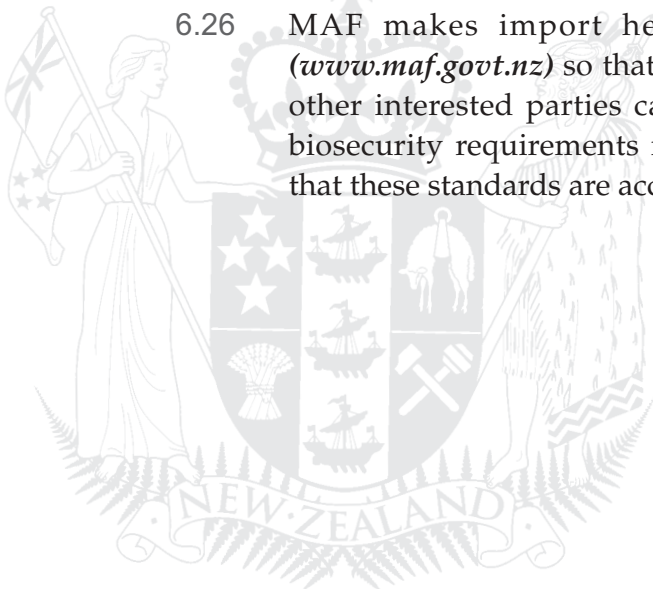 6.26 MAF makes import he
(www.maf.govt.nz) so that
other interested parties ca
biosecurity requirements
that these standards are acc
NEW·ZEALAND